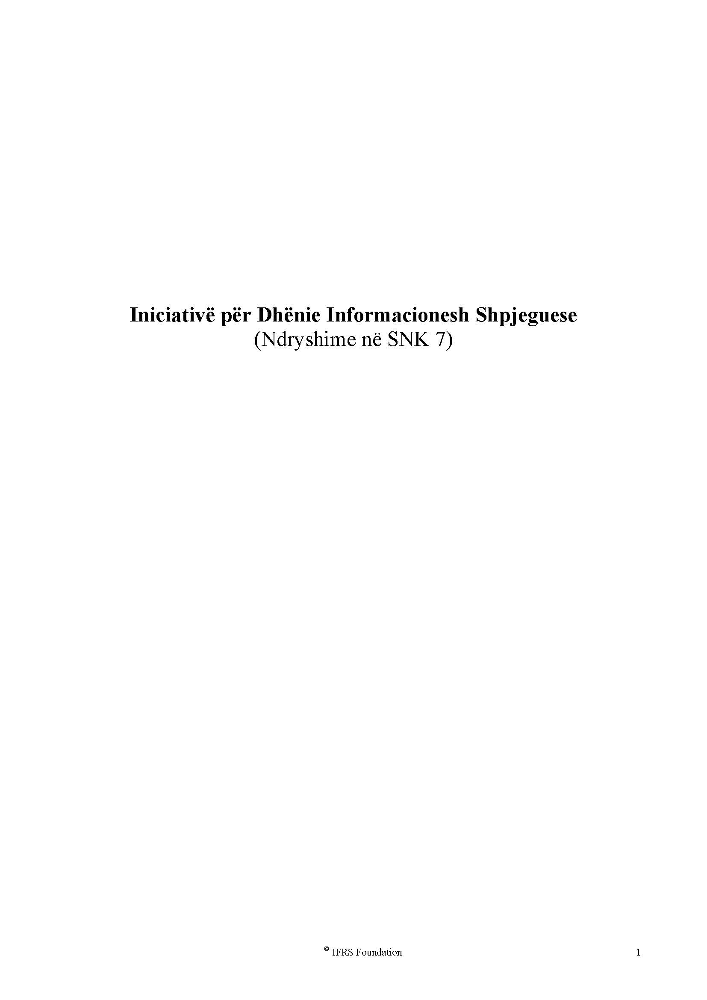 Iniciativë për Dhënie Informacionesh Shpjeguese
(Ndryshime në SNK 7)
© IFRS Foundation 1